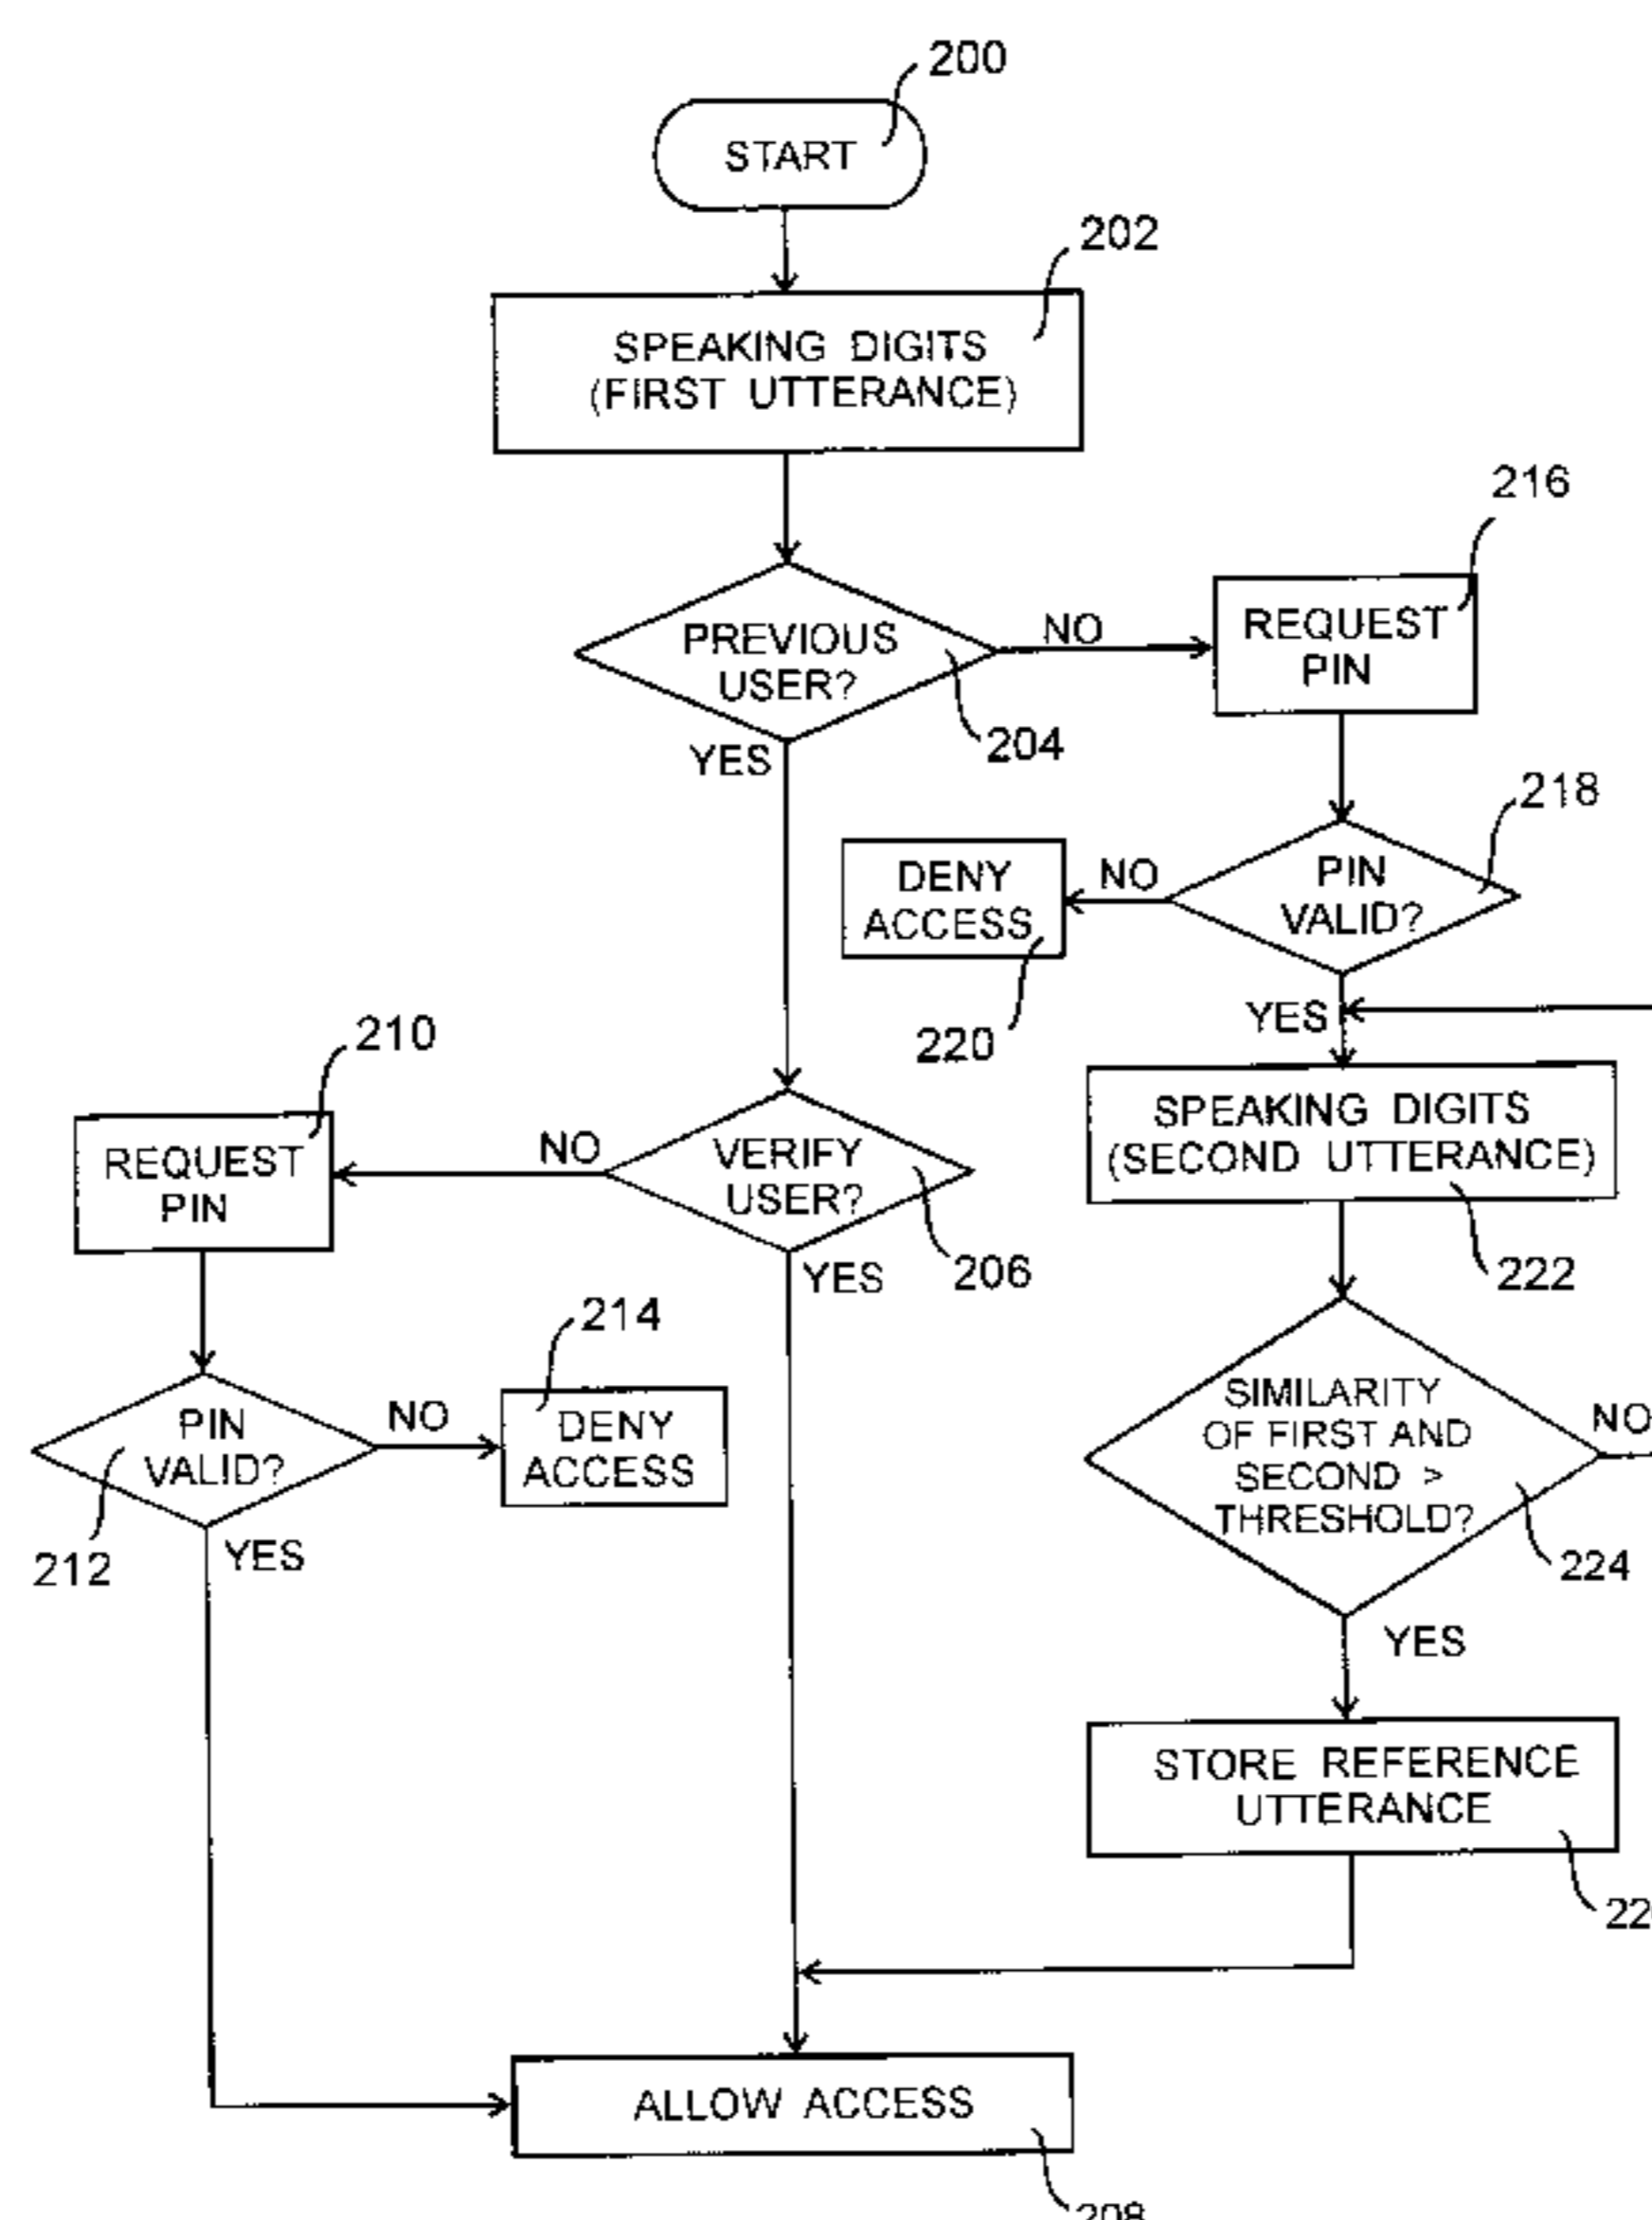 200
START
202
SPEAKING DIGITS
(FIRST UTTERANCE)
216
PREVIOUS
USER?
NO
REQUEST
PIN
204
YES
218
DENY
ACCESS
NO
PIN
VALID?
220
YES
210
SPEAKING DIGITS
(SECOND UTTERANCE)
REQUEST
PIN
NO
VERIFY
USER?
206
YES
222
214
SIMILARITY
OF FIRST AND
SECOND >
THRESHOLD?
NO
PIN
VALID?
NO
DENY
ACCESS
212
YES
224
YES
STORE REFERENCE
UTTERANCE
22
ALLOW ACCESS
208